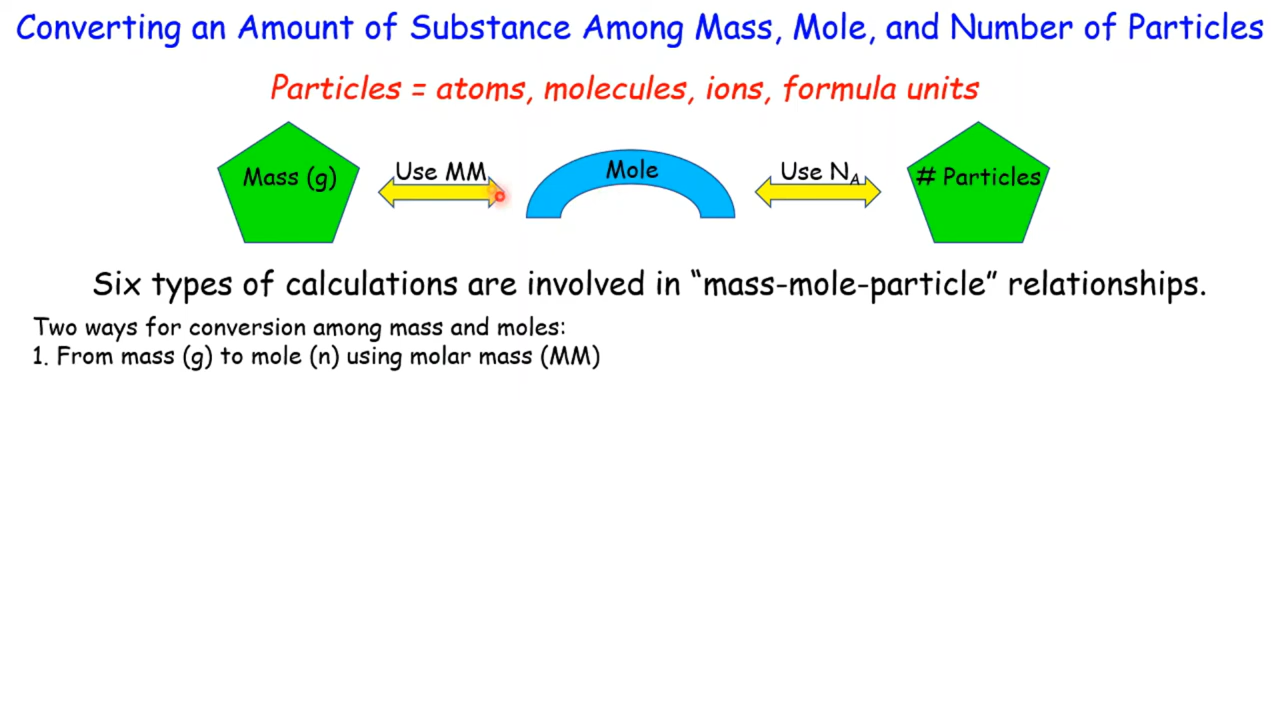 Converting an Amount of Substance Among Mass, Mole, and Number of Particles
Particles = atoms, molecules, ions, formula units
Mass (g)
Use MM
Mole
Use NA
# Particles
Six types of calculations are involved in “mass-mole-particle” relationships.
Two ways for conversion among mass and moles:
1. From mass (g) to mole (n) using molar mass (MM)